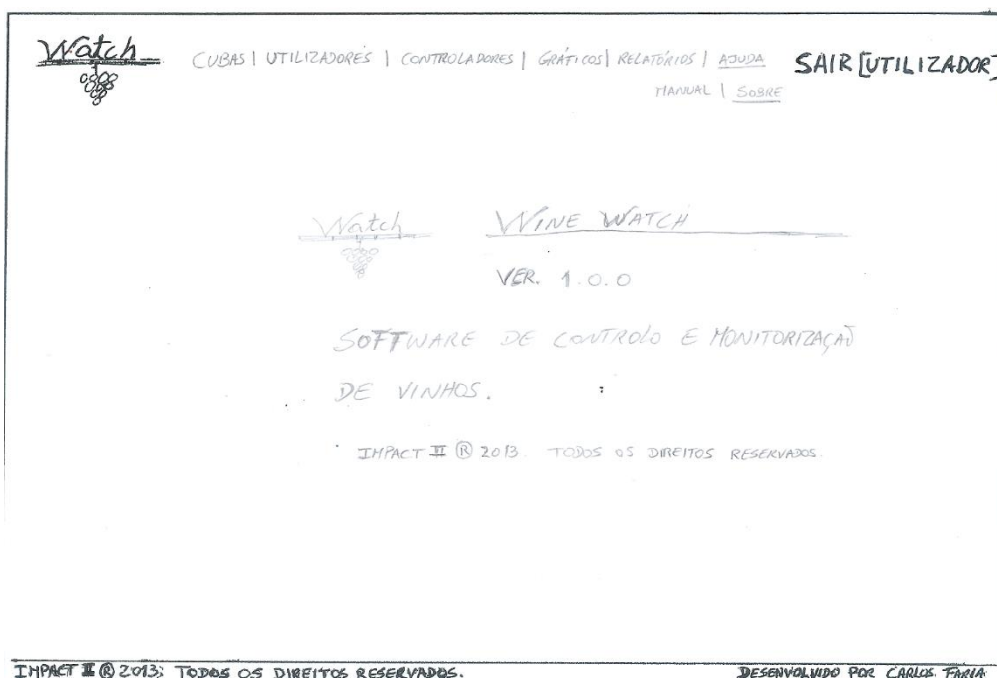 Watch
CUBAS | UTILIZADORES | CONTROLADORES | GRÁFICOS | RELATÓRIOS | AJUDA
SAIR [UTILIZADOR]
MANUAL | SOBRE
Watch
WINE WATCH
VER. 1.0.0
SOFTWARE DE CONTROLO E MONITORIZAÇÃO
DE VINHOS.
IMPACT II ® 2013. TODOS OS DIREITOS RESERVADOS.
IMPACT II ® 2013; TODOS OS DIREITOS RESERVADOS.
DESENVOLVIDO POR CARLOS FARIA